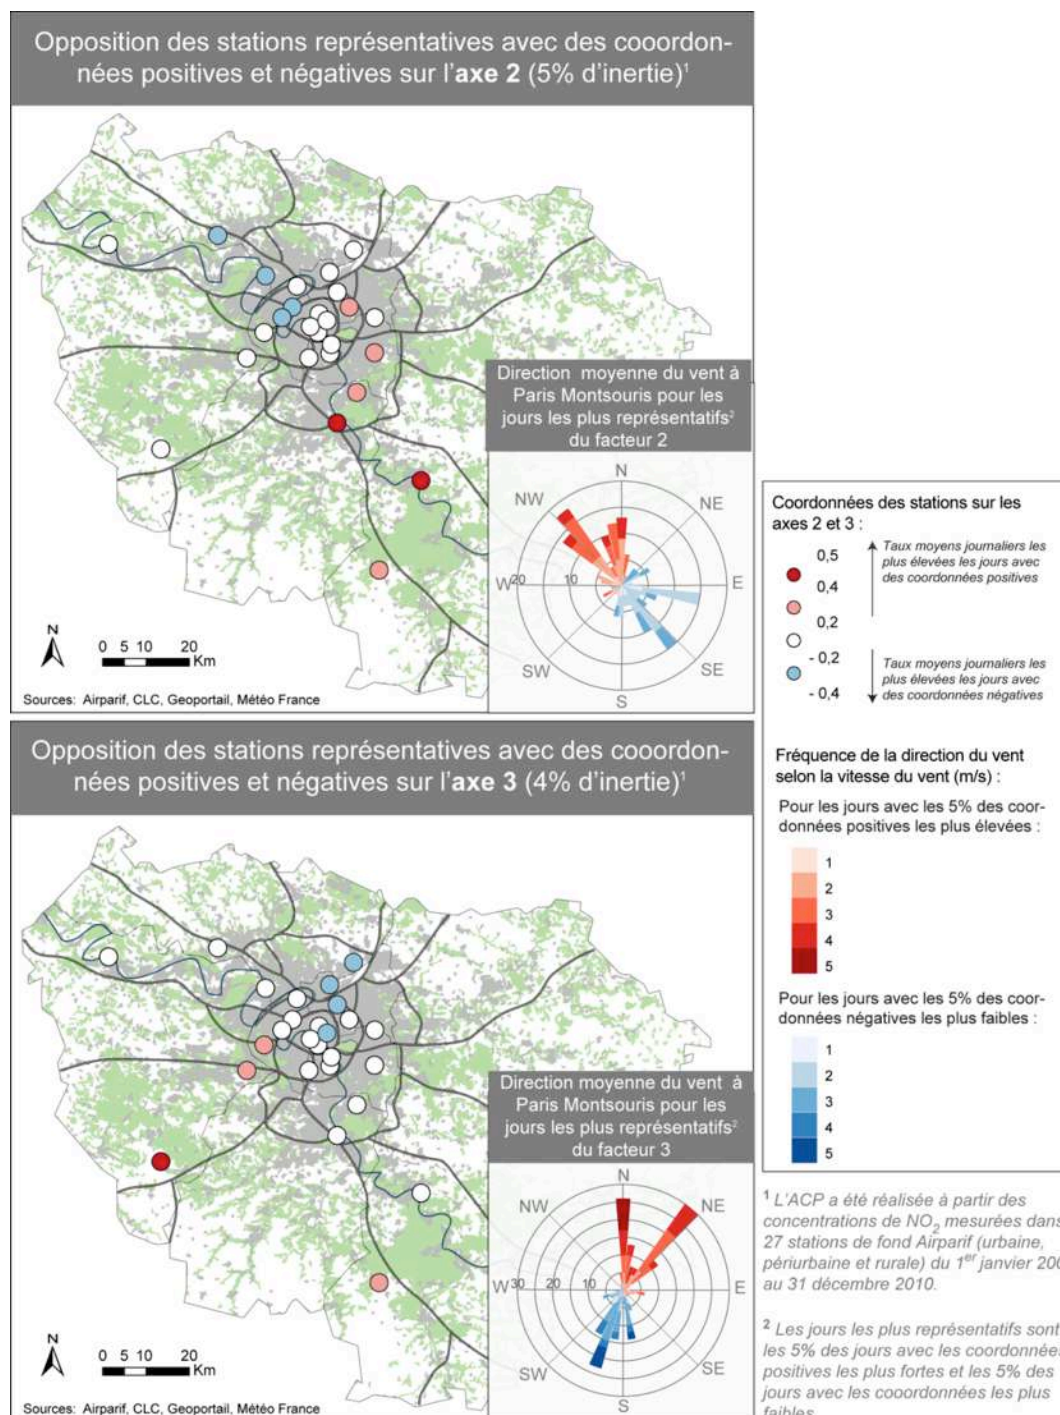 Opposition des stations représentatives avec des cooordon-
nées positives et négatives sur l'axe 2 (5% d'inertie)¹
Direction moyenne du vent à
Paris Montsouris pour les
jours les plus représentatifs²
du facteur 2
N
NW
NE
W
20
10
E
SW
SE
S
N
0 5 10 20
Km
Sources: Airparif, CLC, Geoportail, Météo France
Opposition des stations représentatives avec des cooordon-
nées positives et négatives sur l'axe 3 (4% d'inertie)¹
Direction moyenne du vent à
Paris Montsouris pour les
jours les plus représentatifs²
du facteur 3
N
NW
NE
W
30
20
10
E
SW
SE
S
N
0 5 10 20
Km
Sources: Airparif, CLC, Geoportail, Météo France
Coordonnées des stations sur les
axes 2 et 3 :
0,5
0,4
0,2
- 0,2
- 0,4
Taux moyens journaliers les
plus élevées les jours avec
des coordonnées positives
Taux moyens journaliers les
plus élevées les jours avec
des coordonnées négatives
Fréquence de la direction du vent
selon la vitesse du vent (m/s) :
Pour les jours avec les 5% des coor-
données positives les plus élevées :
1
2
3
4
5
Pour les jours avec les 5% des coor-
données négatives les plus faibles :
1
2
3
4
5
¹ L'ACP a été réalisée à partir des
concentrations de NO₂ mesurées dans
27 stations de fond Airparif (urbaine,
périurbaine et rurale) du 1er janvier
au 31 décembre 2010.
² Les jours les plus représentatifs sont
les 5% des jours avec les coordonnées
positives les plus fortes et les 5% des
jours avec les cooordonnées les plus
faibles